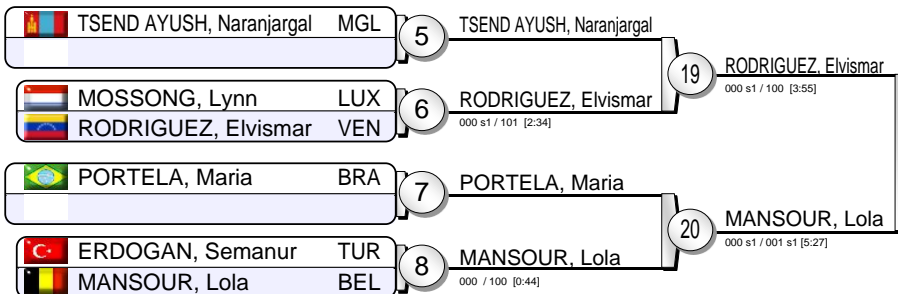 TSEND AYUSH, Naranjargal MGL
5
TSEND AYUSH, Naranjargal
19
RODRIGUEZ, Elvismar
000 s1 / 100 [3:55]
MOSSONG, Lynn LUX
RODRIGUEZ, Elvismar VEN
6
RODRIGUEZ, Elvismar
000 s1 / 101 [2:34]
PORTELA, Maria BRA
7
PORTELA, Maria
20
MANSOUR, Lola
000 s1 / 001 s1 [5:27]
ERDOGAN, Semanur TUR
MANSOUR, Lola BEL
8
MANSOUR, Lola
000 / 100 [0:44]